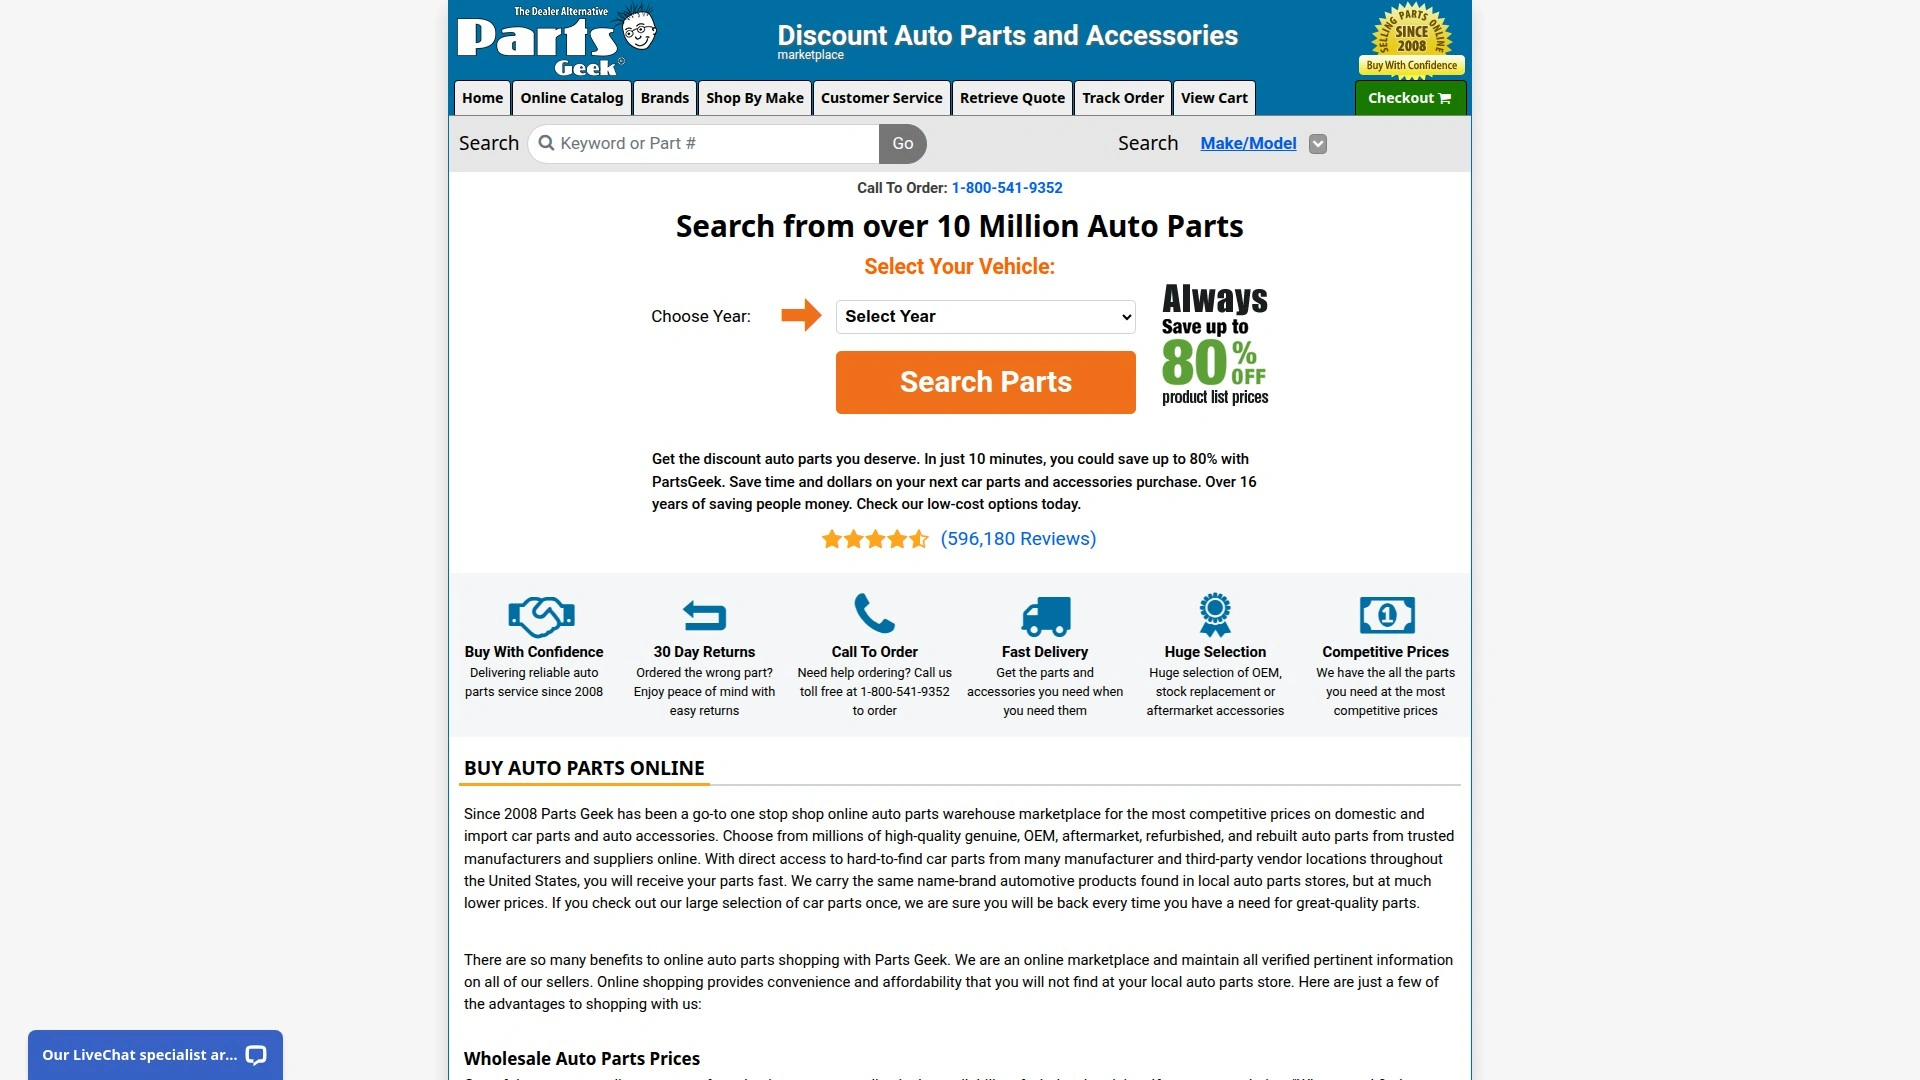 The Dealer Alternative
Parts
Geek
Discount Auto Parts and Accessories
marketplace
SELLING PARTS ONLINE
SINCE
2008
Buy With Confidence
Home
Online Catalog
Brands
Shop By Make
Customer Service
Retrieve Quote
Track Order
View Cart
Checkout
Search
Keyword or Part #
Go
Search
Make/Model
Call To Order: 1-800-541-9352
Search from over 10 Million Auto Parts
Select Your Vehicle:
Choose Year:
Select Year
Search Parts
Always
Save up to
80% OFF
product list prices
Get the discount auto parts you deserve. In just 10 minutes, you could save up to 80% with
PartsGeek. Save time and dollars on your next car parts and accessories purchase. Over 16
years of saving people money. Check our low-cost options today.
(596,180 Reviews)
Buy With Confidence
Delivering reliable auto
parts service since 2008
30 Day Returns
Ordered the wrong part?
Enjoy peace of mind with
easy returns
Call To Order
Need help ordering? Call us
toll free at 1-800-541-9352
to order
Fast Delivery
Get the parts and
accessories you need when
you need them
Huge Selection
Huge selection of OEM,
stock replacement or
aftermarket accessories
1
Competitive Prices
We have the all the parts
you need at the most
competitive prices
BUY AUTO PARTS ONLINE
Since 2008 Parts Geek has been a go-to one stop shop online auto parts warehouse marketplace for the most competitive prices on domestic and
import car parts and auto accessories. Choose from millions of high-quality genuine, OEM, aftermarket, refurbished, and rebuilt auto parts from trusted
manufacturers and suppliers online. With direct access to hard-to-find car parts from many manufacturer and third-party vendor locations throughout
the United States, you will receive your parts fast. We carry the same name-brand automotive products found in local auto parts stores, but at much
lower prices. If you check out our large selection of car parts once, we are sure you will be back every time you have a need for great-quality parts.
There are so many benefits to online auto parts shopping with Parts Geek. We are an online marketplace and maintain all verified pertinent information
on all of our sellers. Online shopping provides convenience and affordability that you will not find at your local auto parts store. Here are just a few of
the advantages to shopping with us:
Wholesale Auto Parts Prices
Our LiveChat specialist ar...